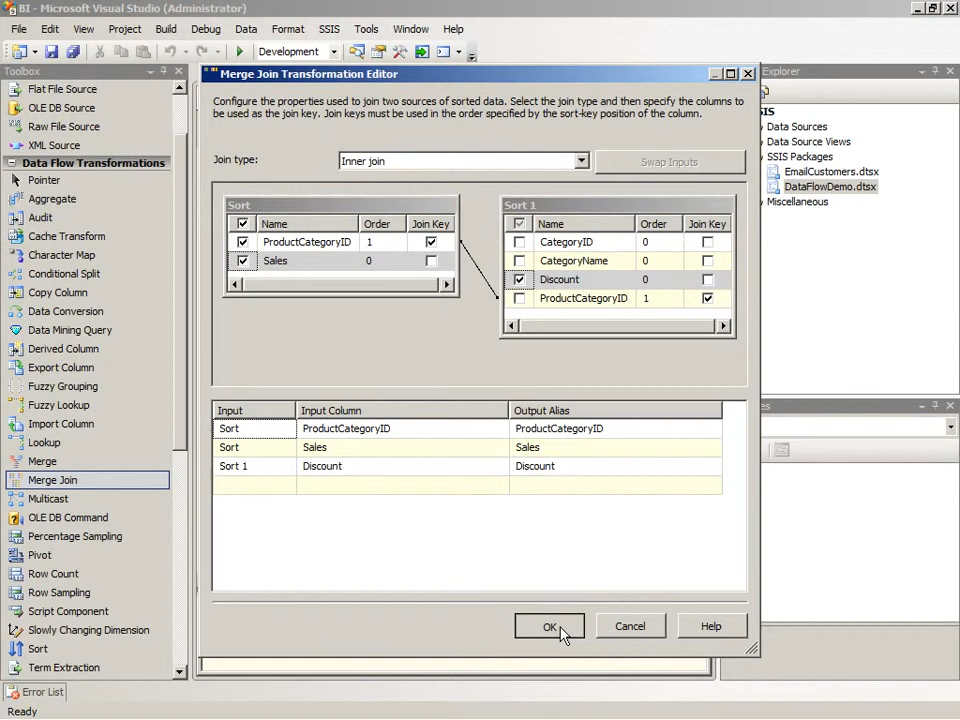 BI - Microsoft Visual Studio (Administrator)
File Edit View Project Build Debug Data Format SSIS Tools Window Help
Development
Toolbox
Flat File Source
OLE DB Source
Raw File Source
XML Source
Data Flow Transformations
Pointer
Aggregate
Audit
Cache Transform
Character Map
Conditional Split
Copy Column
Data Conversion
Data Mining Query
Derived Column
Export Column
Fuzzy Grouping
Fuzzy Lookup
Import Column
Lookup
Merge
Merge Join
Multicast
OLE DB Command
Percentage Sampling
Pivot
Row Count
Row Sampling
Script Component
Slowly Changing Dimension
Sort
Term Extraction
Merge Join Transformation Editor
Configure the properties used to join two sources of sorted data. Select the join type and then specify the columns to
be used as the join key. Join keys must be used in the order specified by the sort-key position of the column.
Join type: Inner join Swap Inputs
Sort
Name Order Join Key
ProductCategoryID 1
Sales 0
Sort 1
Name Order Join Key
CategoryID 0
CategoryName 0
Discount 0
ProductCategoryID 1
Input Input Column Output Alias
Sort ProductCategoryID ProductCategoryID
Sort Sales Sales
Sort 1 Discount Discount
OK Cancel Help
Explorer
SIS
Data Sources
Data Source Views
SSIS Packages
EmailCustomers.dtsx
DataFlowDemo.dtsx
Miscellaneous
Error List
Ready